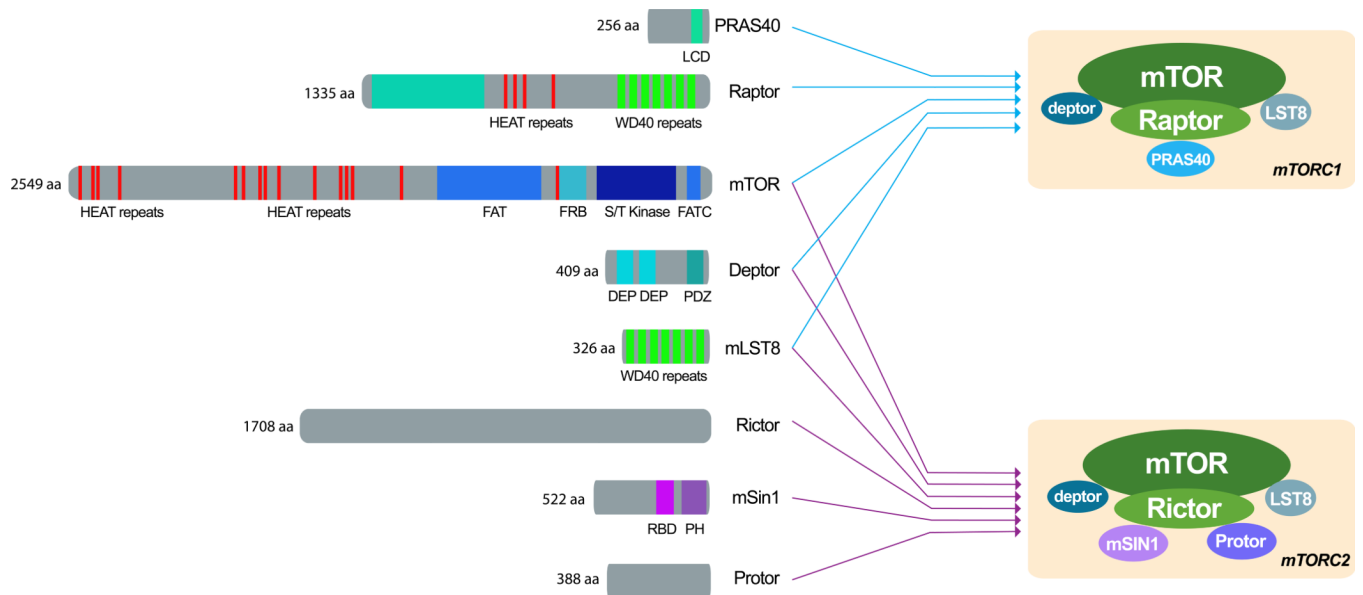 256 aa
PRAS40
LCD
1335 aa
Raptor
HEAT repeats
WD40 repeats
2549 aa
mTOR
HEAT repeats
HEAT repeats
FAT
FRB
S/T Kinase
FATC
409 aa
Deptor
DEP
DEP
PDZ
326 aa
mLST8
WD40 repeats
1708 aa
Rictor
522 aa
mSin1
RBD
PH
388 aa
Protor
mTOR
deptor
Raptor
LST8
PRAS40
mTORC1
mTOR
deptor
Rictor
LST8
mSIN1
Protor
mTORC2